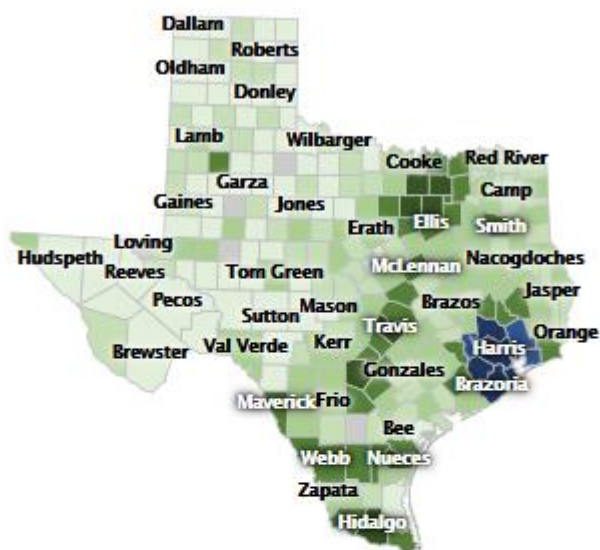 Dallam
Roberts
Oldham
Donley
Lamb
Wilbarger
Cooke
Red River
Garza
Camp
Gaines
Jones
Ellis
Smith
Erath
Loving
Hudspeth
Nacogdoches
McLennan
Reeves
Tom Green
Jasper
Pecos
Mason
Brazos
Sutton
Travis
Orange
Kerr
Val Verde
Harris
Brewster
Gonzales
Brazoria
Maverick
Frio
Bee
Webb
Nueces
Zapata
Hidalgo